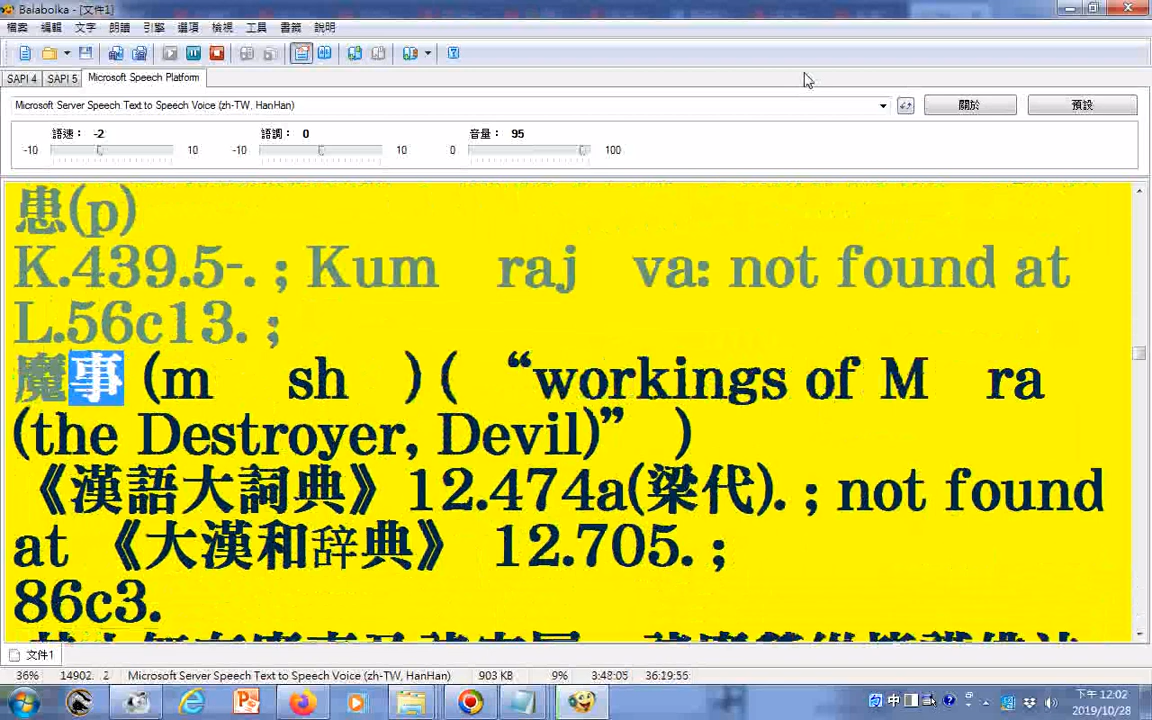 Balabolka - [文件1]
檔案 編輯 文字 朗讀 引擎 選項 檢視 工具 書籤 說明
SAPI 4 SAPI 5 Microsoft Speech Platform
Microsoft Server Speech Text to Speech Voice (zh-TW, HanHan) 關於 預設
語速： -2 語調： 0 音量： 95
-10 10 -10 10 0 100
患(p)
K.439.5-. ; Kum raj va: not found at
L.56c13. ;
魔事 (m sh )( “workings of M ra
(the Destroyer, Devil)” )
《漢語大詞典》 12.474a(梁代). ; not found
at 《大漢和辞典》 12.705. ;
86c3.
文件1
36% 14902. 2 Microsoft Server Speech Text to Speech Voice (zh-TW, HanHan) 903 KB 9% 3:48:05 36:19:55
中 下午 12:02
2019/10/28